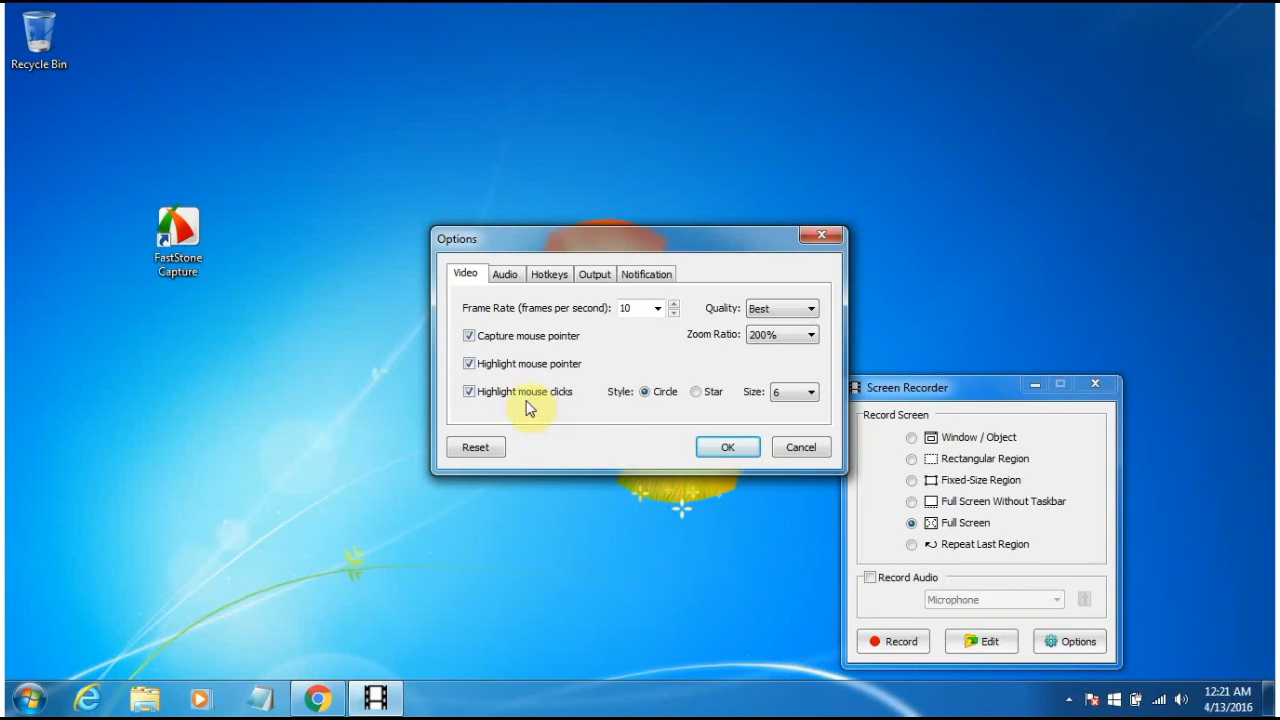 Recycle Bin
FastStone
Capture
Options
Video Audio Hotkeys Output Notification
Frame Rate (frames per second): 10 Quality: Best
Capture mouse pointer Zoom Ratio: 200%
Highlight mouse pointer
Highlight mouse clicks Style: Circle Star Size: 6
Reset OK Cancel
Screen Recorder
Record Screen
Window / Object
Rectangular Region
Fixed-Size Region
Full Screen Without Taskbar
Full Screen
Repeat Last Region
Record Audio
Microphone
Record Edit Options
12:21 AM
4/13/2016